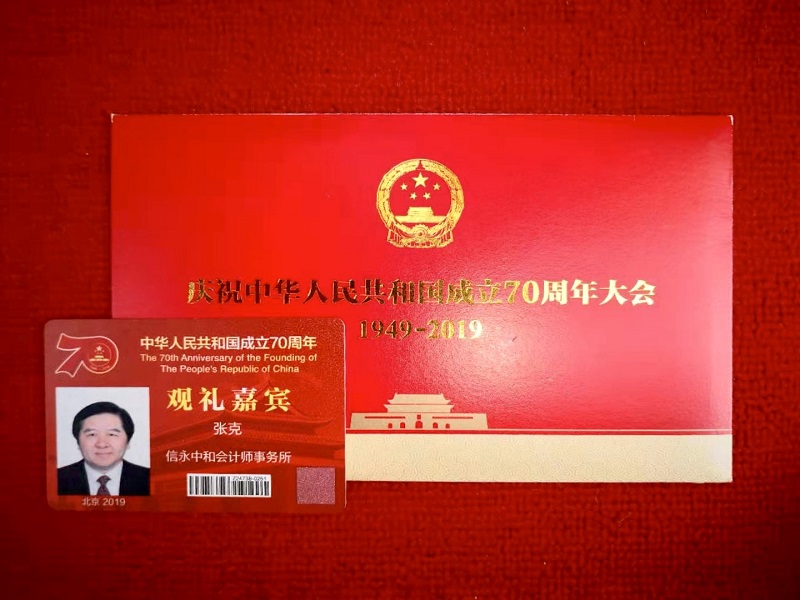 庆祝中华人民共和国成立70周年大会
1949-2019
70
中华人民共和国成立70周年
The 70th Anniversary of the Founding of
The People's Republic of China
观礼嘉宾
张克
信永中和会计师事务所
北京 2019